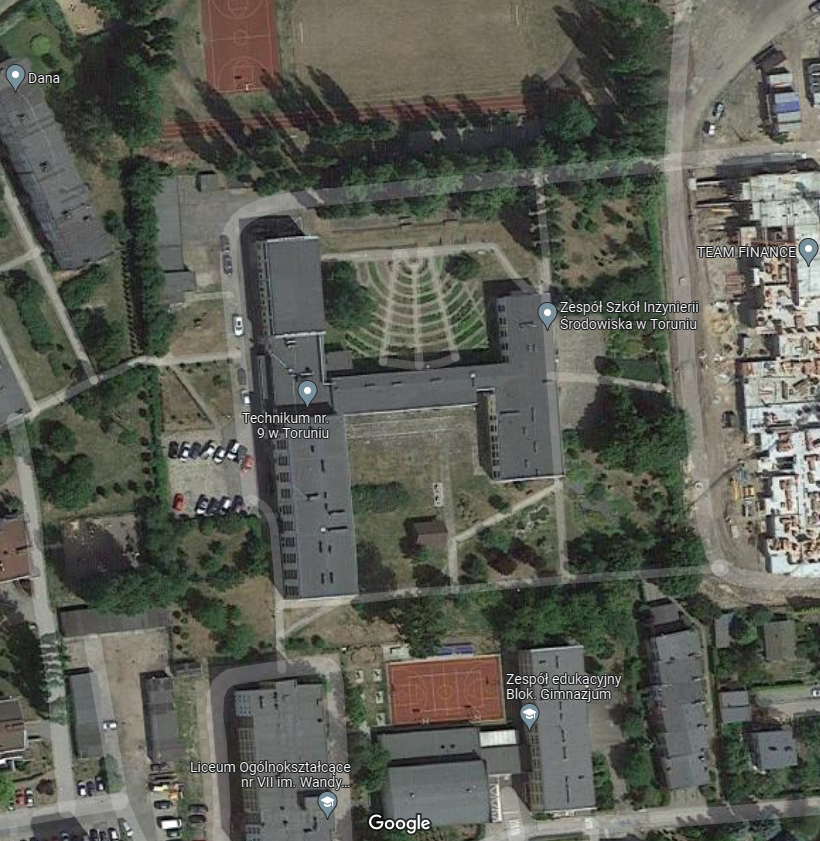 Dana
TEAM FINANCE
Zespół Szkół Inżynierii
Środowiska w Toruniu
Technikum nr.
9 w Toruniu
Zespół edukacyjny
Blok. Gimnazjum
Liceum Ogólnokształcące
nr VII im. Wandy...
Google